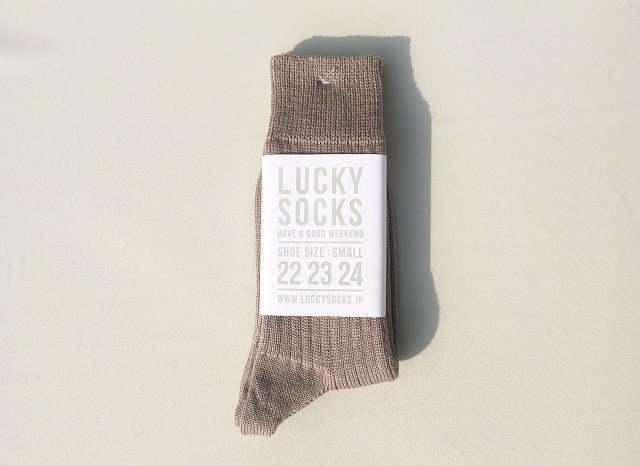 LUCKY
SOCKS
HAVE A GOOD WEEKEND
SHOE SIZE : SMALL
22 23 24
WWW.LUCKYSOCKS.JP